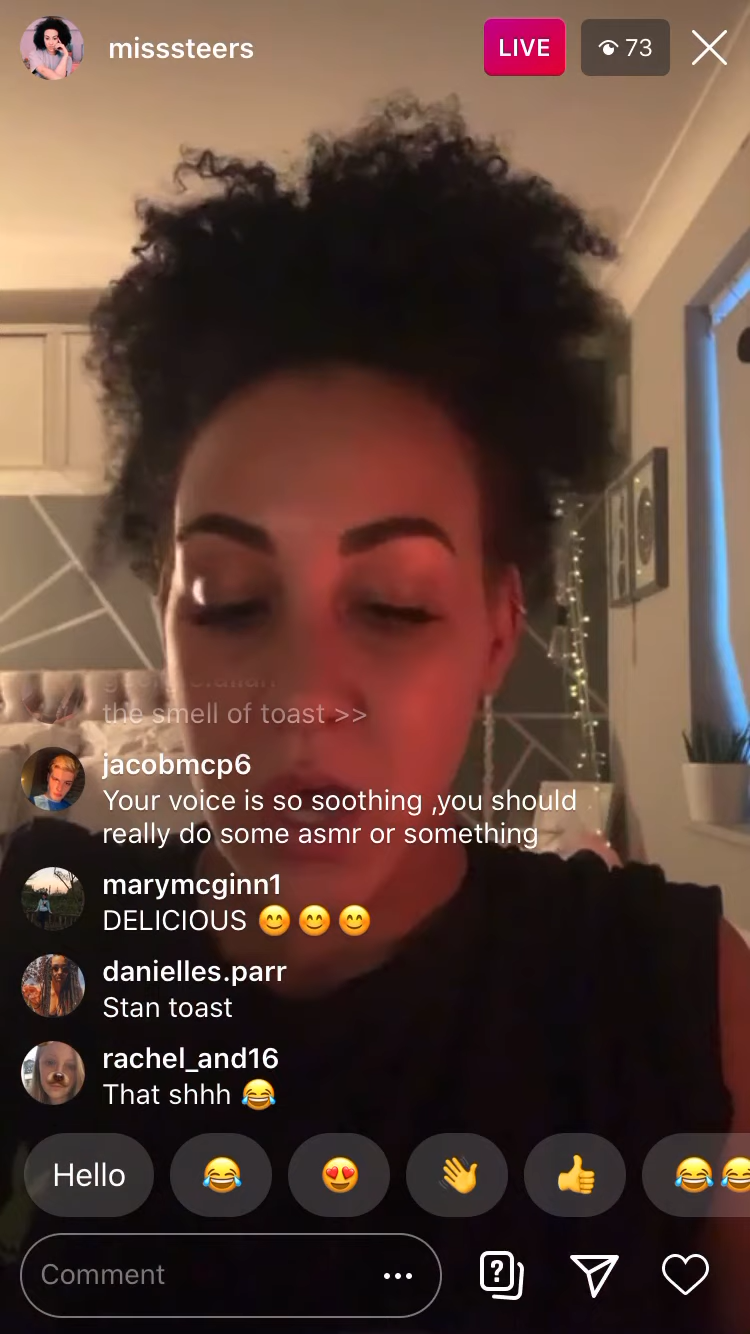 misssteers
LIVE
73
the smell of toast >>
jacobmcp6
Your voice is so soothing ,you should
really do some asmr or something
marymcginn1
DELICIOUS 😊 😊 😊
danielles.parr
Stan toast
rachel_and16
That shhh 😂
Hello 😂 😍 👋 👍 😂😂
Comment